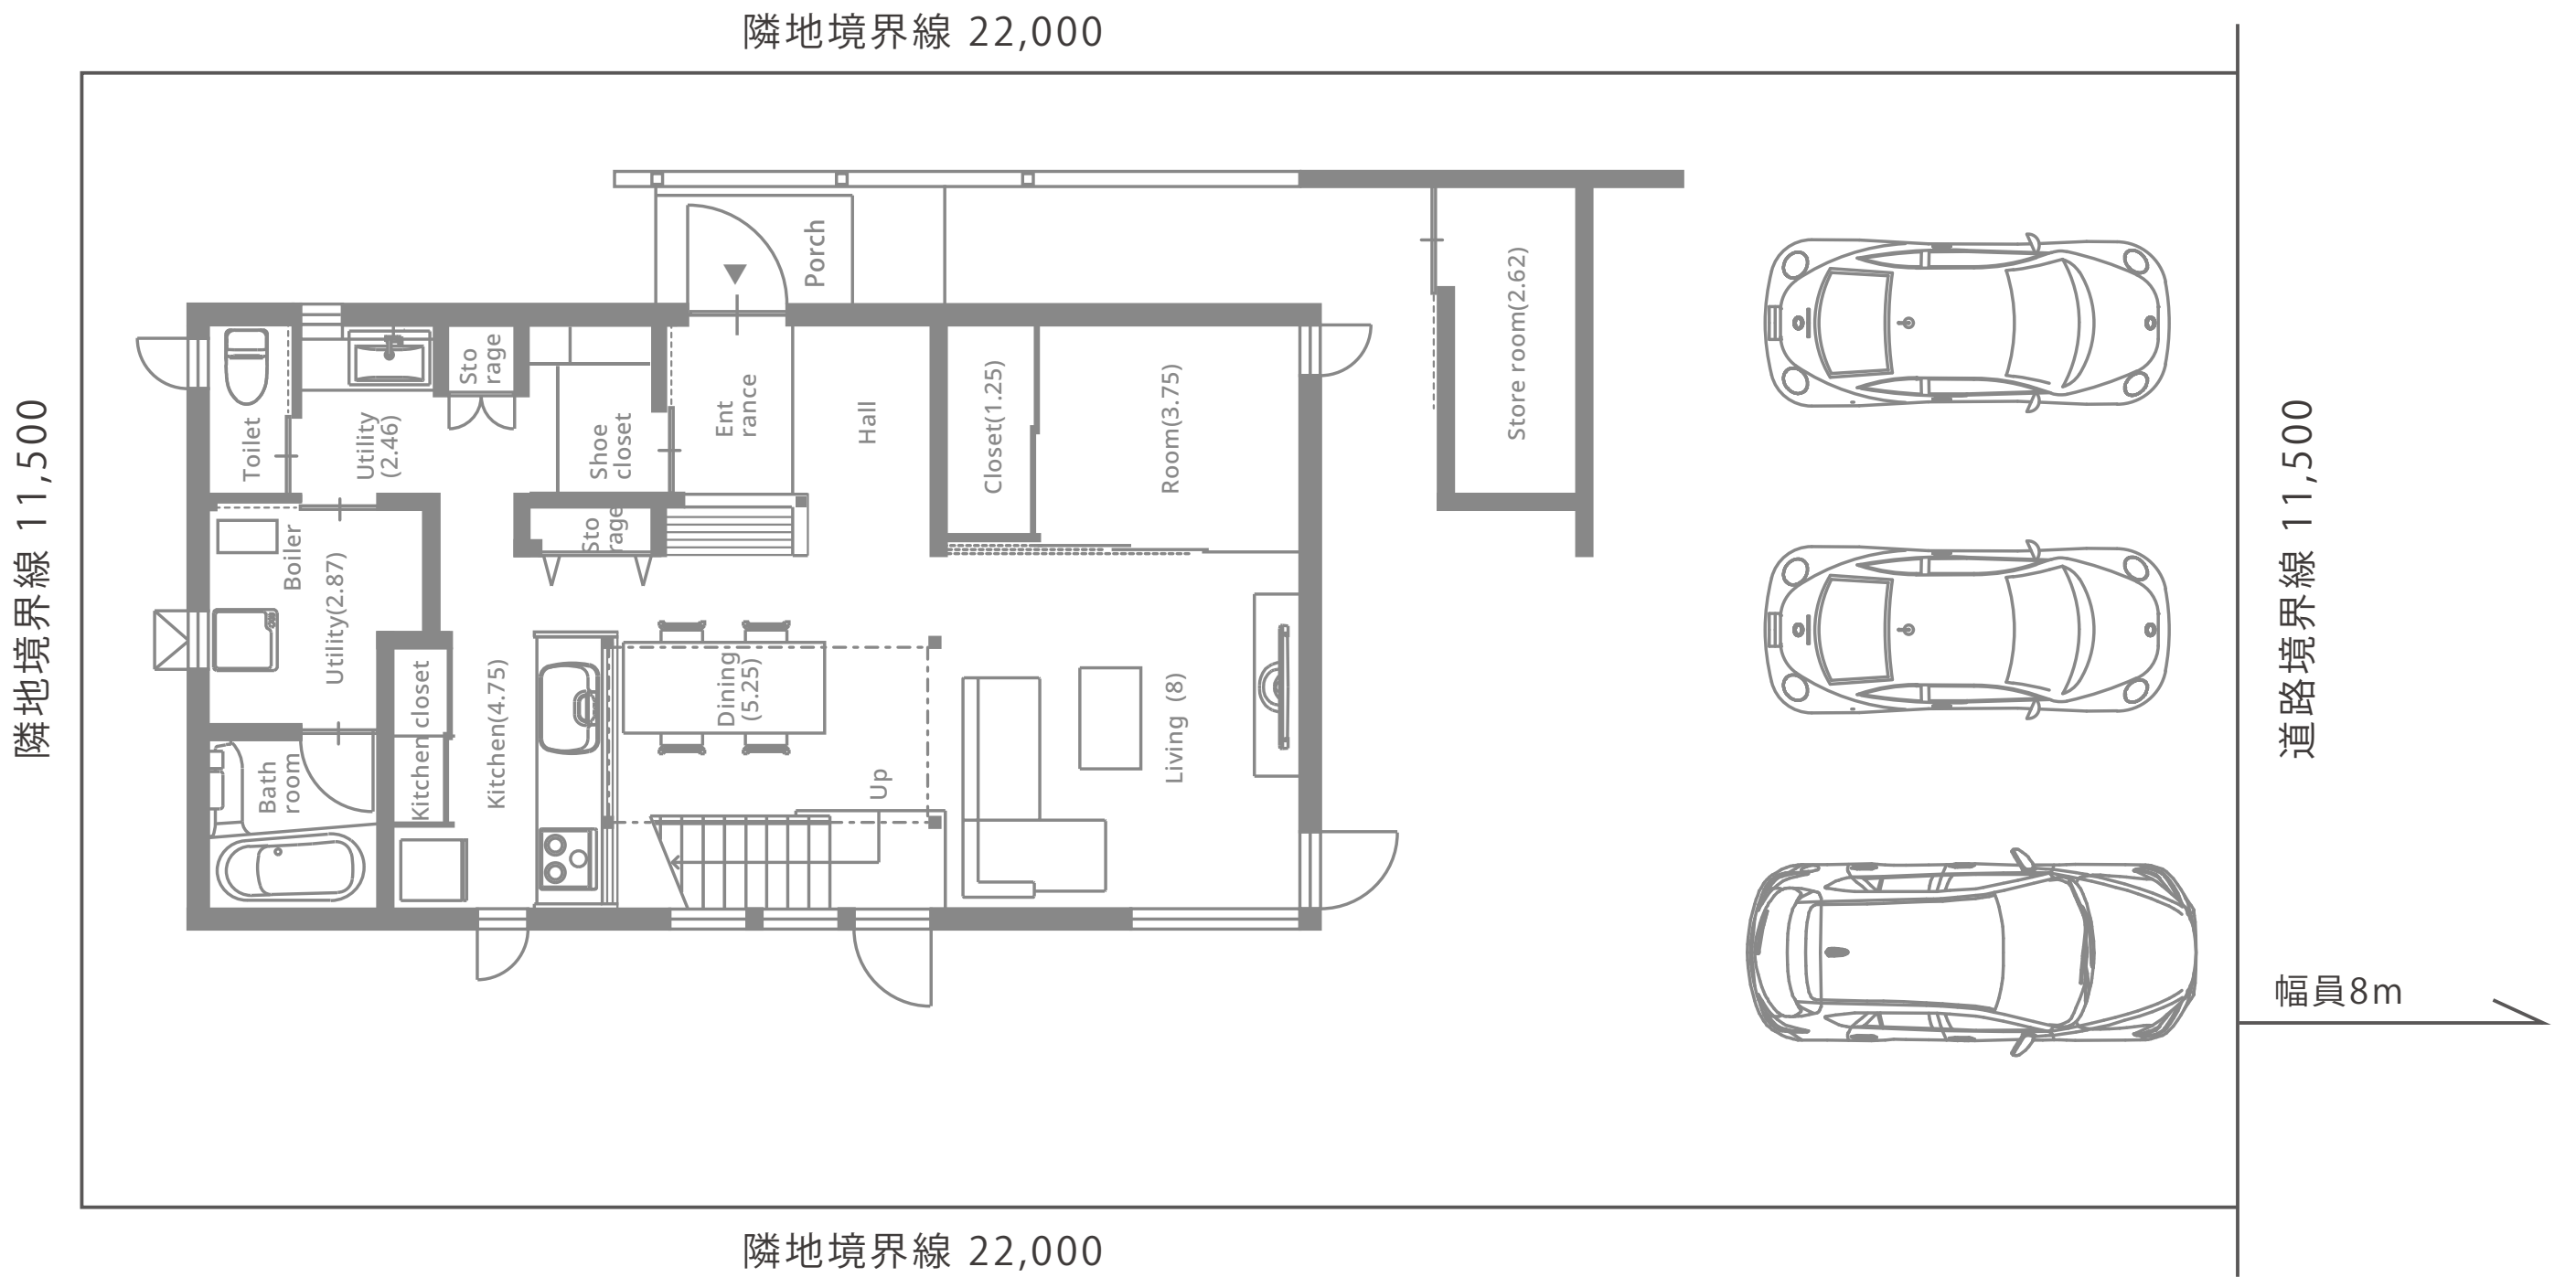 隣地境界線 22,000
隣地境界線 11,500
Porch
Store room(2.62)
Toilet
Utility
(2.46)
Sto
rage
Shoe
closet
Ent
rance
Hall
Closet(1.25)
Room(3.75)
Boiler
Utility(2.87)
Sto
rage
Kitchen closet
Kitchen(4.75)
Dining
(5.25)
Living (8)
Bath
room
Up
道路境界線 11,500
幅員8m
隣地境界線 22,000